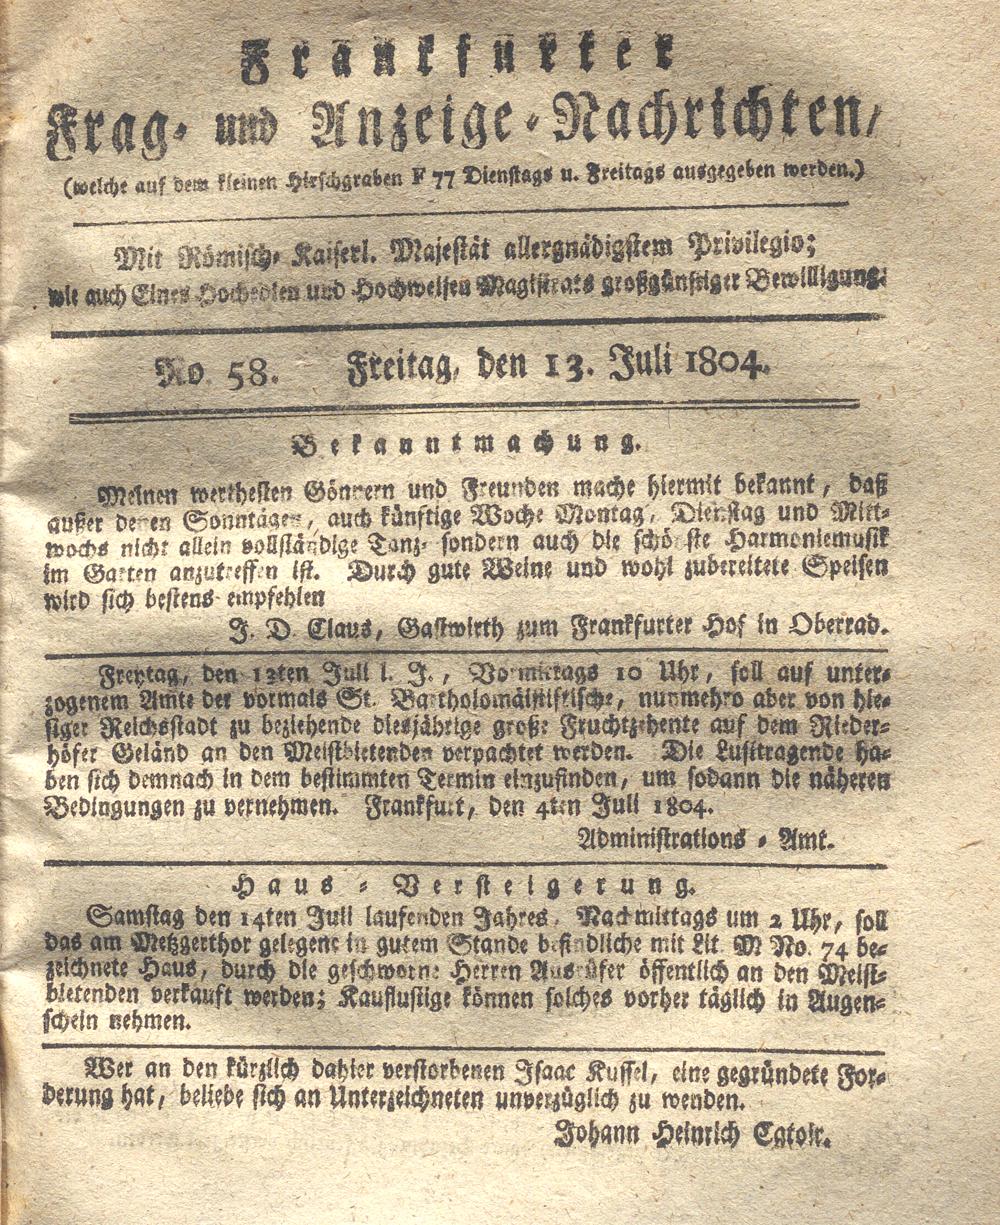 Frankfurter
Frag- und Anzeige-Nachrichten,
(welche auf dem kleinen Hirschgraben F 77 Dienstags u. Freitags ausgegeben werden.)
Mit Römisch- Kaiserl. Majestät allergnädigstem Privilegio;
wie auch Eines Hochedlen und Hochweisen Magistrats großgünstiger Bewilligung.
No. 58. Freitag, den 13. Juli 1804.
Bekanntmachung.
Meinen werthesten Gönnern und Freunden mache hiermit bekannt, daß
außer denen Sonntägen, auch künftige Woche Montag, Dienstag und Mitt-
wochs nicht allein vollständige Tanz- sondern auch die schönste Harmoniemusik
im Garten anzutreffen ist. Durch gute Weine und wohl zubereitete Speisen
wird sich bestens empfehlen
J. D. Claus, Gastwirth zum Frankfurter Hof in Oberrad.
Freytag, den 13ten Juli l. J., Vormittags 10 Uhr, soll auf unter-
zogenem Amte der vormals St. Bartholomäistiftische, nunmehro aber von hie-
siger Reichsstadt zu beziehende diesjährige große Fruchtzehente auf dem Rieder-
höfer Geländ an den Meistbietenden verpachtet werden. Die Lusttragende ha-
ben sich demnach in dem bestimmten Termin einzufinden, um sodann die näheren
Bedingungen zu vernehmen. Frankfurt, den 4ten Juli 1804.
Administrations-Amt.
Haus-Versteigerung.
Samstag den 14ten Juli laufenden Jahres, Nachmittags um 2 Uhr, soll
das am Metzgerthor gelegene in gutem Stande befindliche mit Lit. M No. 74 be-
zeichnete Haus, durch die geschworne Herren Ausrüfer öffentlich an den Meist-
bietenden verkauft werden; Kauflustige können solches vorher täglich in Augen-
schein nehmen.
Wer an den kürzlich dahier verstorbenen Isaac Kussel, eine gegründete For-
derung hat, beliebe sich an Unterzeichneten unverzüglich zu wenden.
Johann Heinrich Catoir.